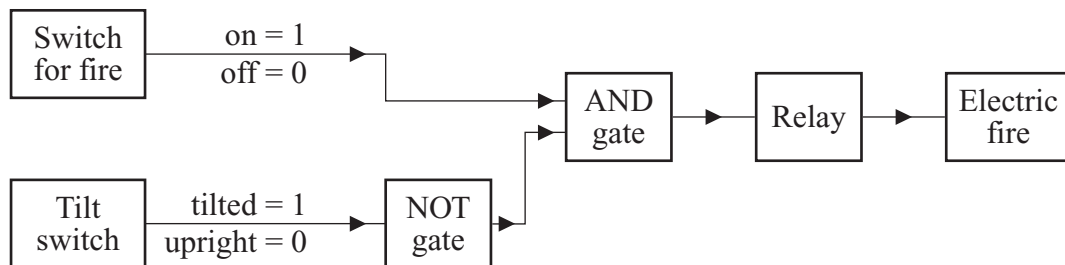 Switch
for fire
on = 1
off = 0
AND
gate
Relay
Electric
fire
Tilt
switch
tilted = 1
upright = 0
NOT
gate